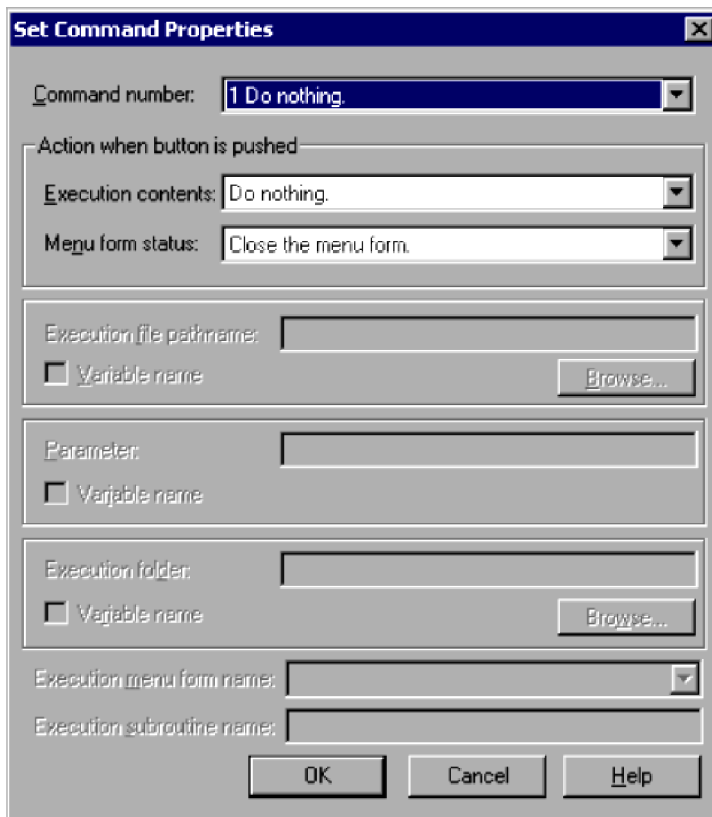 Set Command Properties
Command number: 1 Do nothing.
Action when button is pushed
Execution contents: Do nothing.
Menu form status: Close the menu form.
Execution file pathname:
Variable name Browse...
Parameter:
Variable name
Execution folder:
Variable name Browse...
Execution menu form name:
Execution subroutine name:
OK Cancel Help